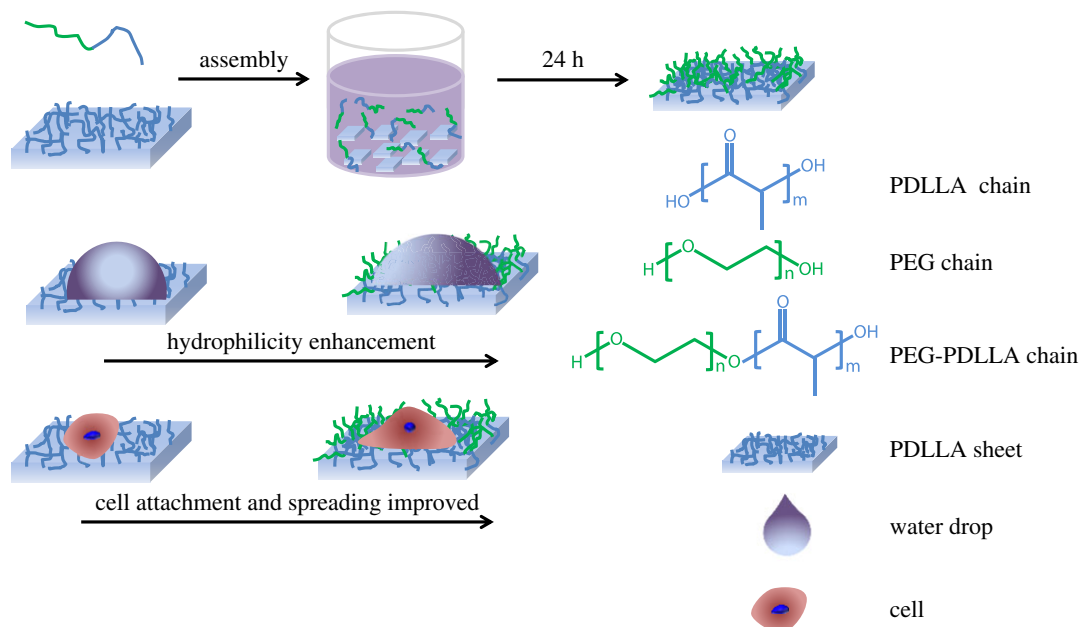 assembly
24 h
O
OH
HO
m
PDLLA chain
O
H
n
OH
PEG chain
hydrophilicity enhancement
O
O
OH
H
n
O
m
PEG-PDLLA chain
PDLLA sheet
cell attachment and spreading improved
water drop
cell